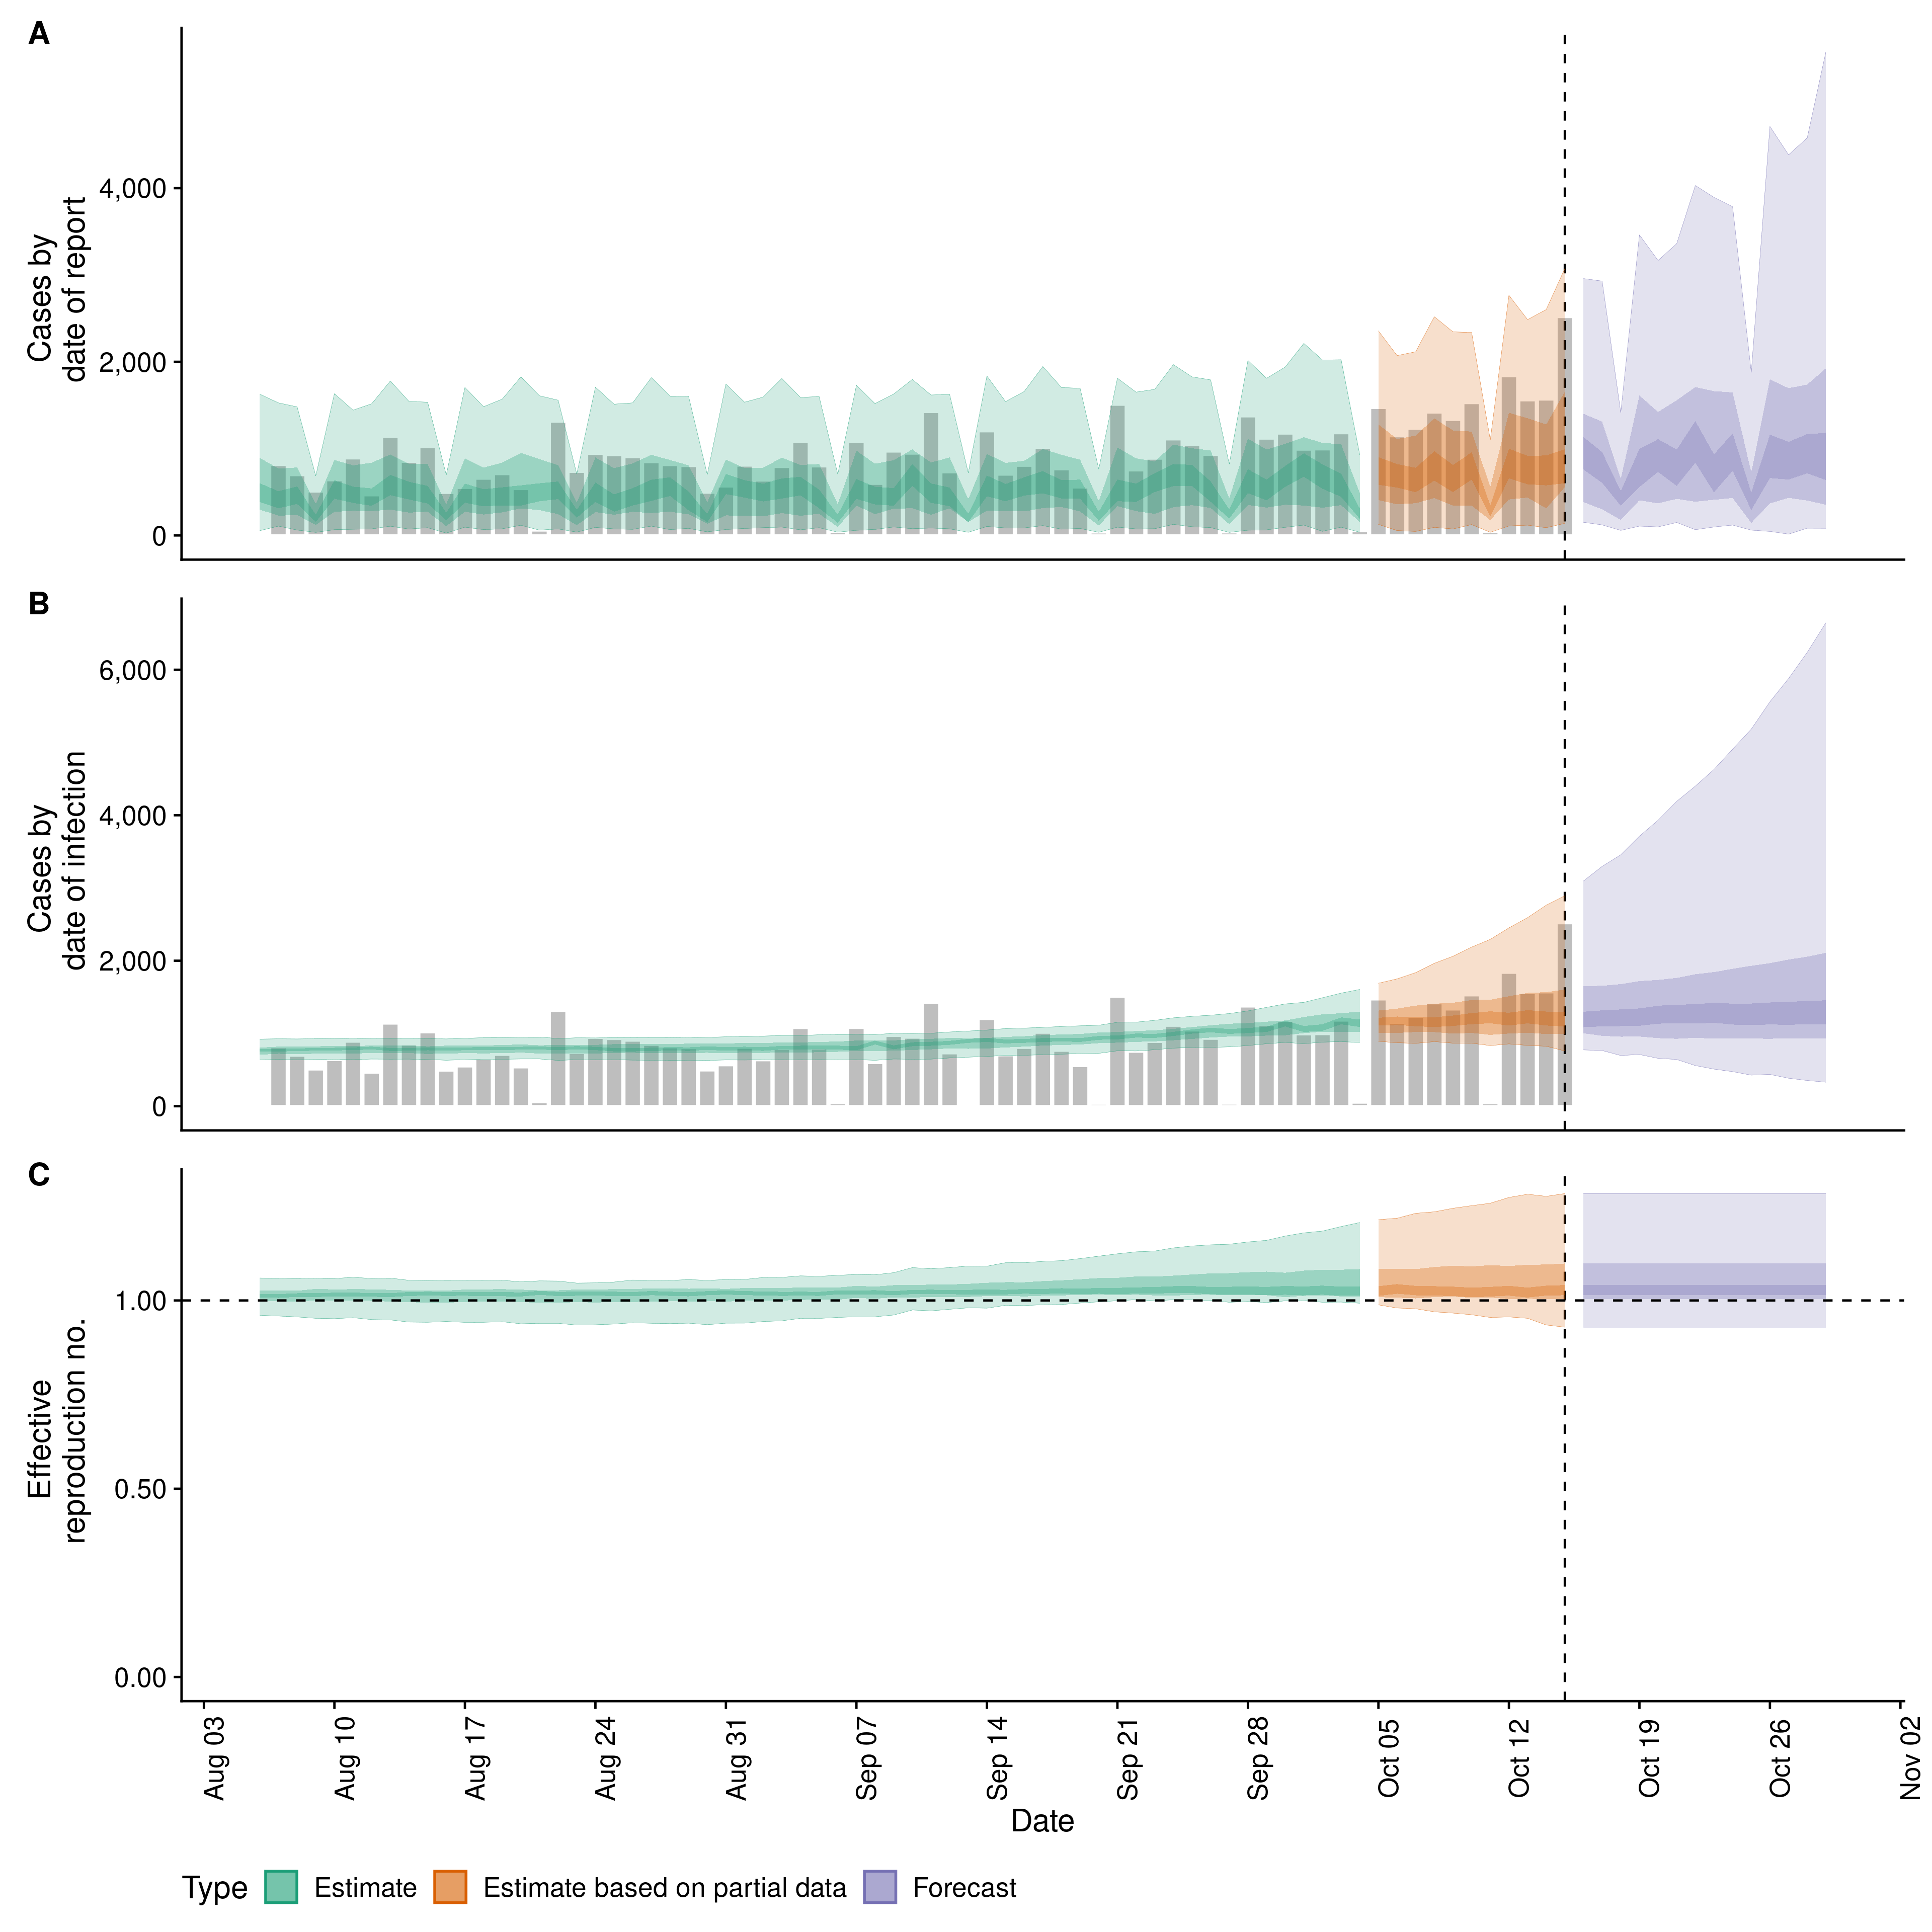 A
Cases by
date of report
4,000
2,000
0
B
Cases by
date of infection
6,000
4,000
2,000
0
C
Effective
reproduction no.
1.00
0.50
0.00
Aug 03
Aug 10
Aug 17
Aug 24
Aug 31
Sep 07
Sep 14
Sep 21
Sep 28
Oct 05
Oct 12
Oct 19
Oct 26
Nov 02
Date
Type
Estimate
Estimate based on partial data
Forecast